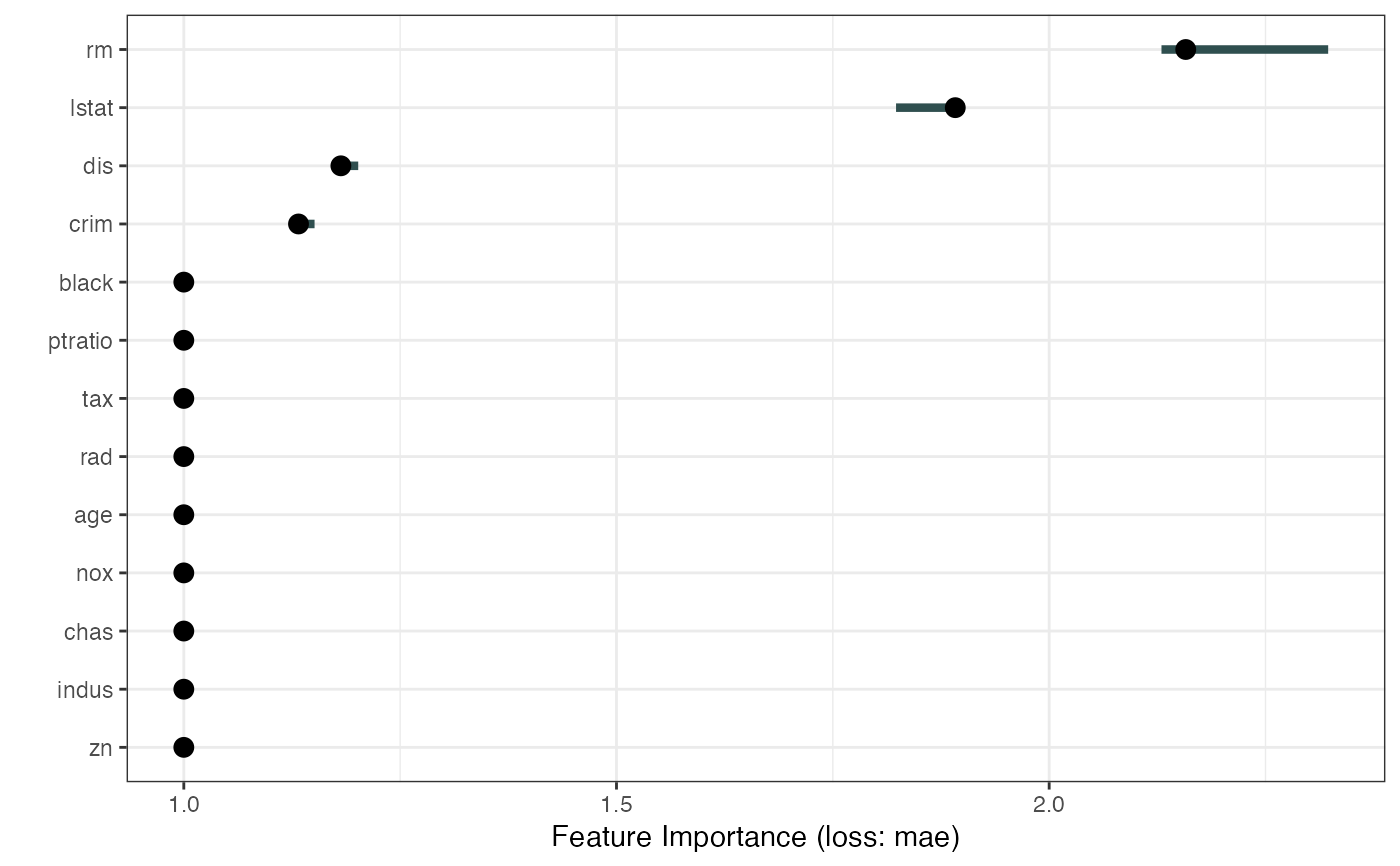 rm
lstat
dis
crim
black
ptratio
tax
rad
age
nox
chas
indus
zn
1.0 1.5 2.0
Feature Importance (loss: mae)